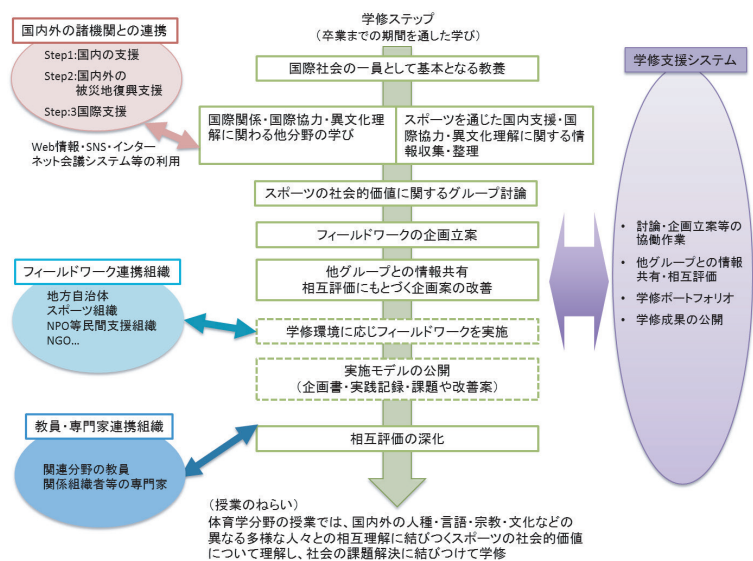 国内外の諸機関との連携
Step1:国内の支援
Step2:国内外の
被災地復興支援
Step:3国際支援
Web情報・SNS・インター
ネット会議システム等の利用
学修ステップ
(卒業までの期間を通した学び)
国際社会の一員として基本となる教養
国際関係・国際協力・異文化理
解に関わる他分野の学び
スポーツを通じた国内支援・国
際協力・異文化理解に関する情
報収集・整理
スポーツの社会的価値に関するグループ討論
フィールドワークの企画立案
他グループとの情報共有
相互評価にもとづく企画案の改善
学修環境に応じフィールドワークを実施
実施モデルの公開
(企画書・実践記録・課題や改善案)
相互評価の深化
フィールドワーク連携組織
地方自治体
スポーツ組織
NPO等民間支援組織
NGO…
教員・専門家連携組織
関連分野の教員
関係組織者等の専門家
学修支援システム
• 討論・企画立案等の
協働作業
• 他グループとの情報
共有・相互評価
• 学修ポートフォリオ
• 学修成果の公開
(授業のねらい)
体育学分野の授業では、国内外の人種・言語・宗教・文化などの
異なる多様な人々との相互理解に結びつくスポーツの社会的価値
について理解し、社会の課題解決に結びつけて学修